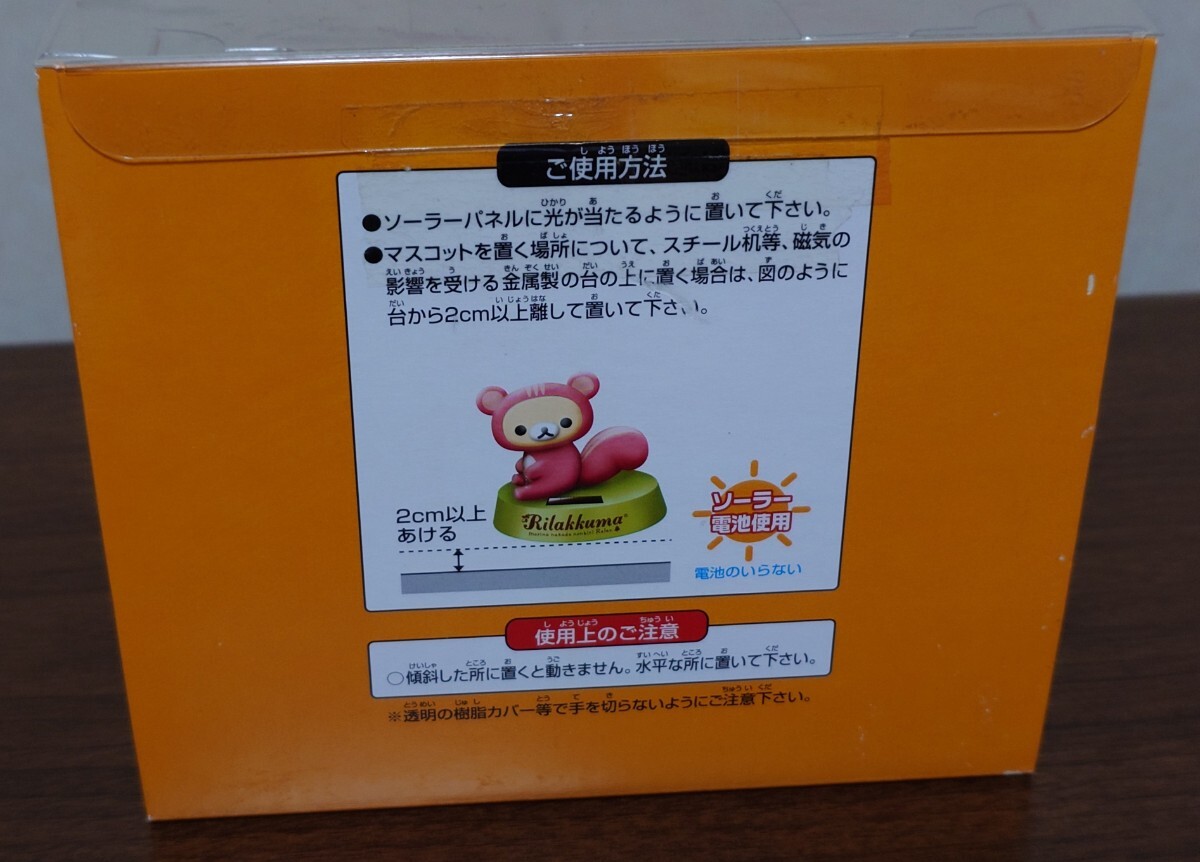 ご使用方法
●ソーラーパネルに光が当たるように置いて下さい。
●マスコットを置く場所について、スチール机等、磁気の
影響を受ける金属製の台の上に置く場合は、図のように
台から2cm以上離して置いて下さい。
Rilakkuma®
2cm以上
あける
ソーラー
電池使用
電池のいらない
使用上のご注意
○傾斜した所に置くと動きません。水平な所に置いて下さい。
※透明の樹脂カバー等で手を切らないようにご注意下さい。